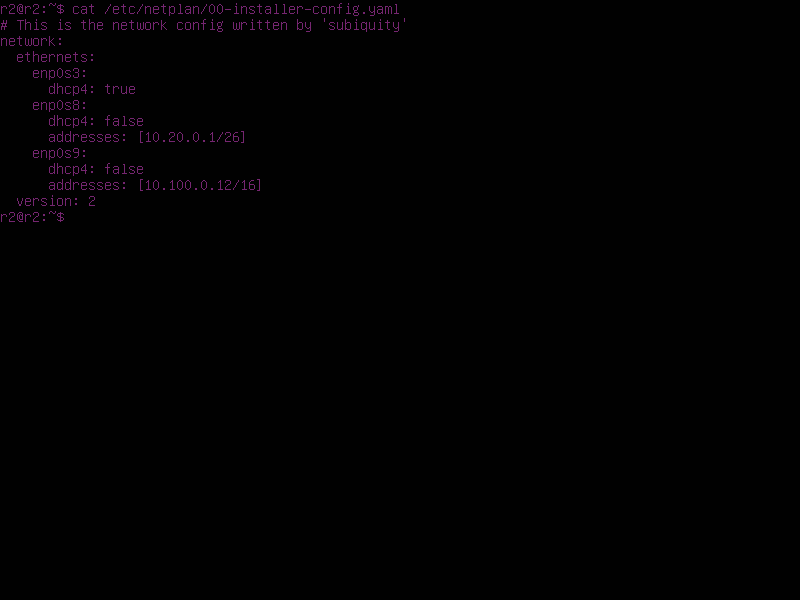 r2@r2:~$ cat /etc/netplan/00-installer-config.yaml
# This is the network config written by 'subiquity'
network:
  ethernets:
    enp0s3:
      dhcp4: true
    enp0s8:
      dhcp4: false
      addresses: [10.20.0.1/26]
    enp0s9:
      dhcp4: false
      addresses: [10.100.0.12/16]
  version: 2
r2@r2:~$